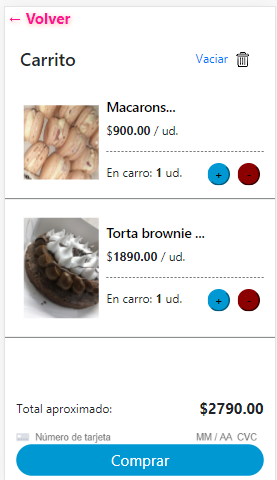 ← Volver
Carrito
Vaciar
Macarons...
$900.00 / ud.
En carro: 1 ud.
+ -
Torta brownie ...
$1890.00 / ud.
En carro: 1 ud.
+ -
Total aproximado:
$2790.00
Número de tarjeta
MM / AA CVC
Comprar